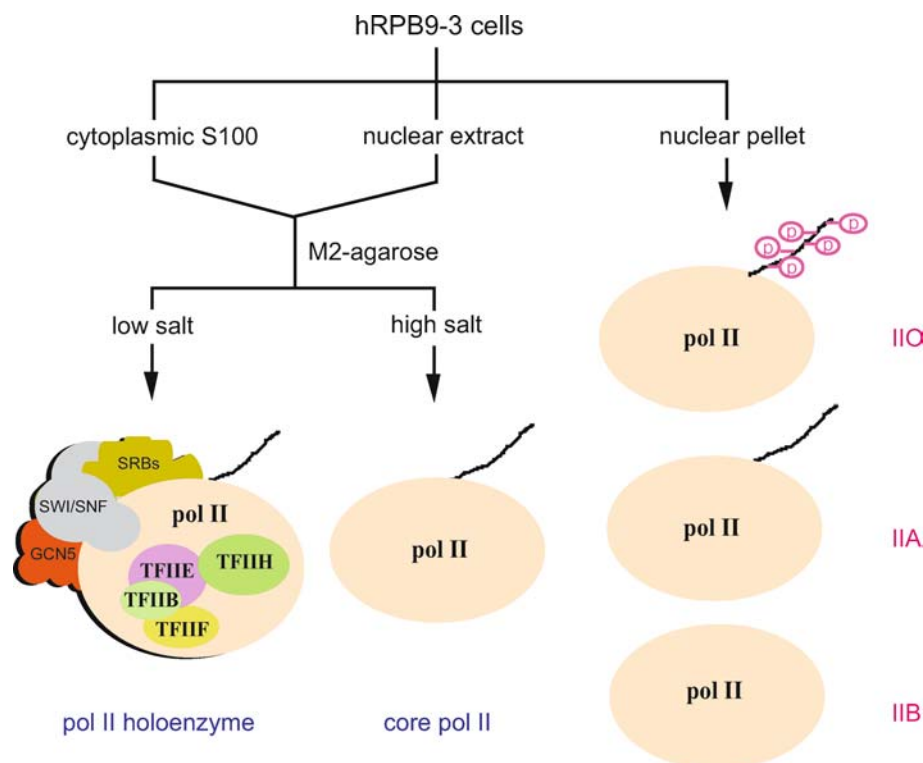 hRPB9-3 cells
cytoplasmic S100
nuclear extract
nuclear pellet
M2-agarose
low salt
high salt
p
p
p
p
p
pol II
IIO
SRBs
SWI/SNF
pol II
GCN5
TFIIE
TFIIH
TFIIB
TFIIF
pol II
pol II
IIA
pol II
IIB
pol II holoenzyme
core pol II